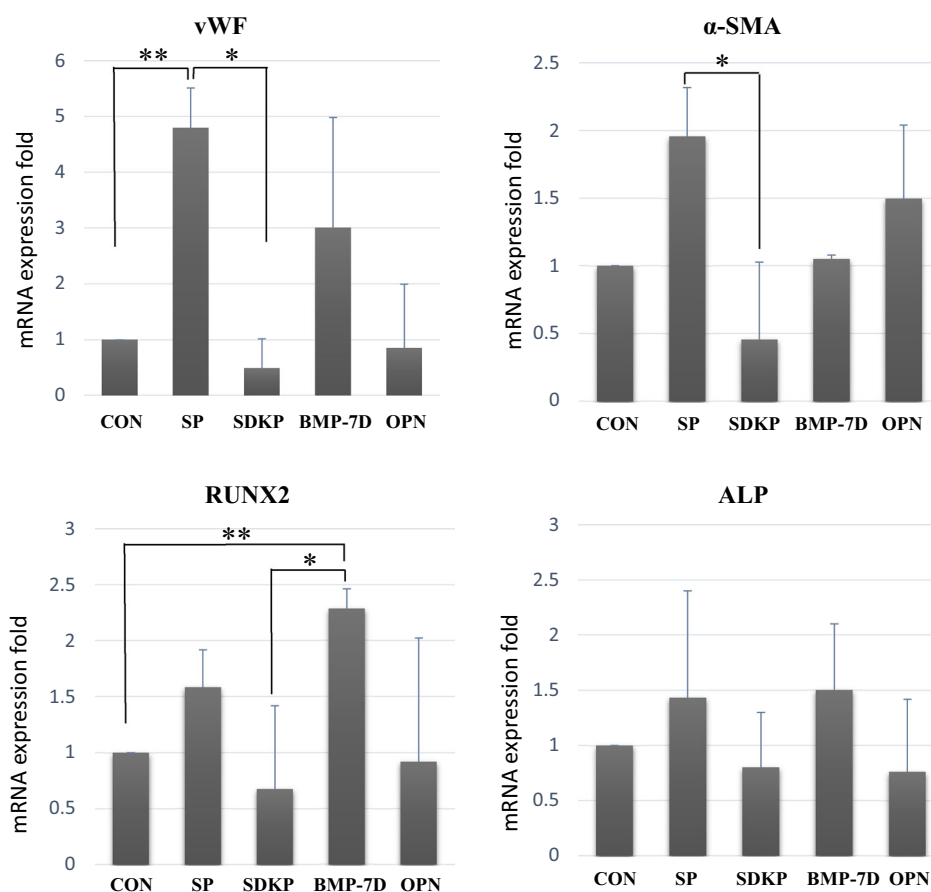 vWF
** *
mRNA expression fold
6
5
4
3
2
1
0
CON SP SDKP BMP-7D OPN
α-SMA
*
mRNA expression fold
2.5
2
1.5
1
0.5
0
CON SP SDKP BMP-7D OPN
RUNX2
**
*
mRNA expression fold
3
2.5
2
1.5
1
0.5
0
CON SP SDKP BMP-7D OPN
ALP
mRNA expression fold
3
2.5
2
1.5
1
0.5
0
CON SP SDKP BMP-7D OPN